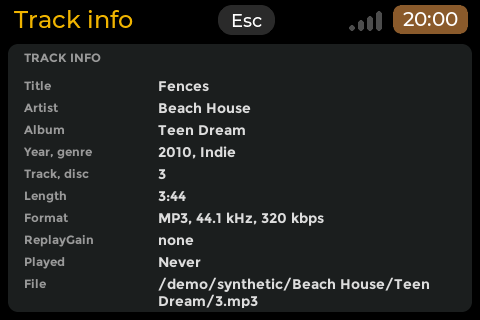 Track info
Esc
20:00
TRACK INFO
Title Fences
Artist Beach House
Album Teen Dream
Year, genre 2010, Indie
Track, disc 3
Length 3:44
Format MP3, 44.1 kHz, 320 kbps
ReplayGain none
Played Never
File /demo/synthetic/Beach House/Teen
Dream/3.mp3